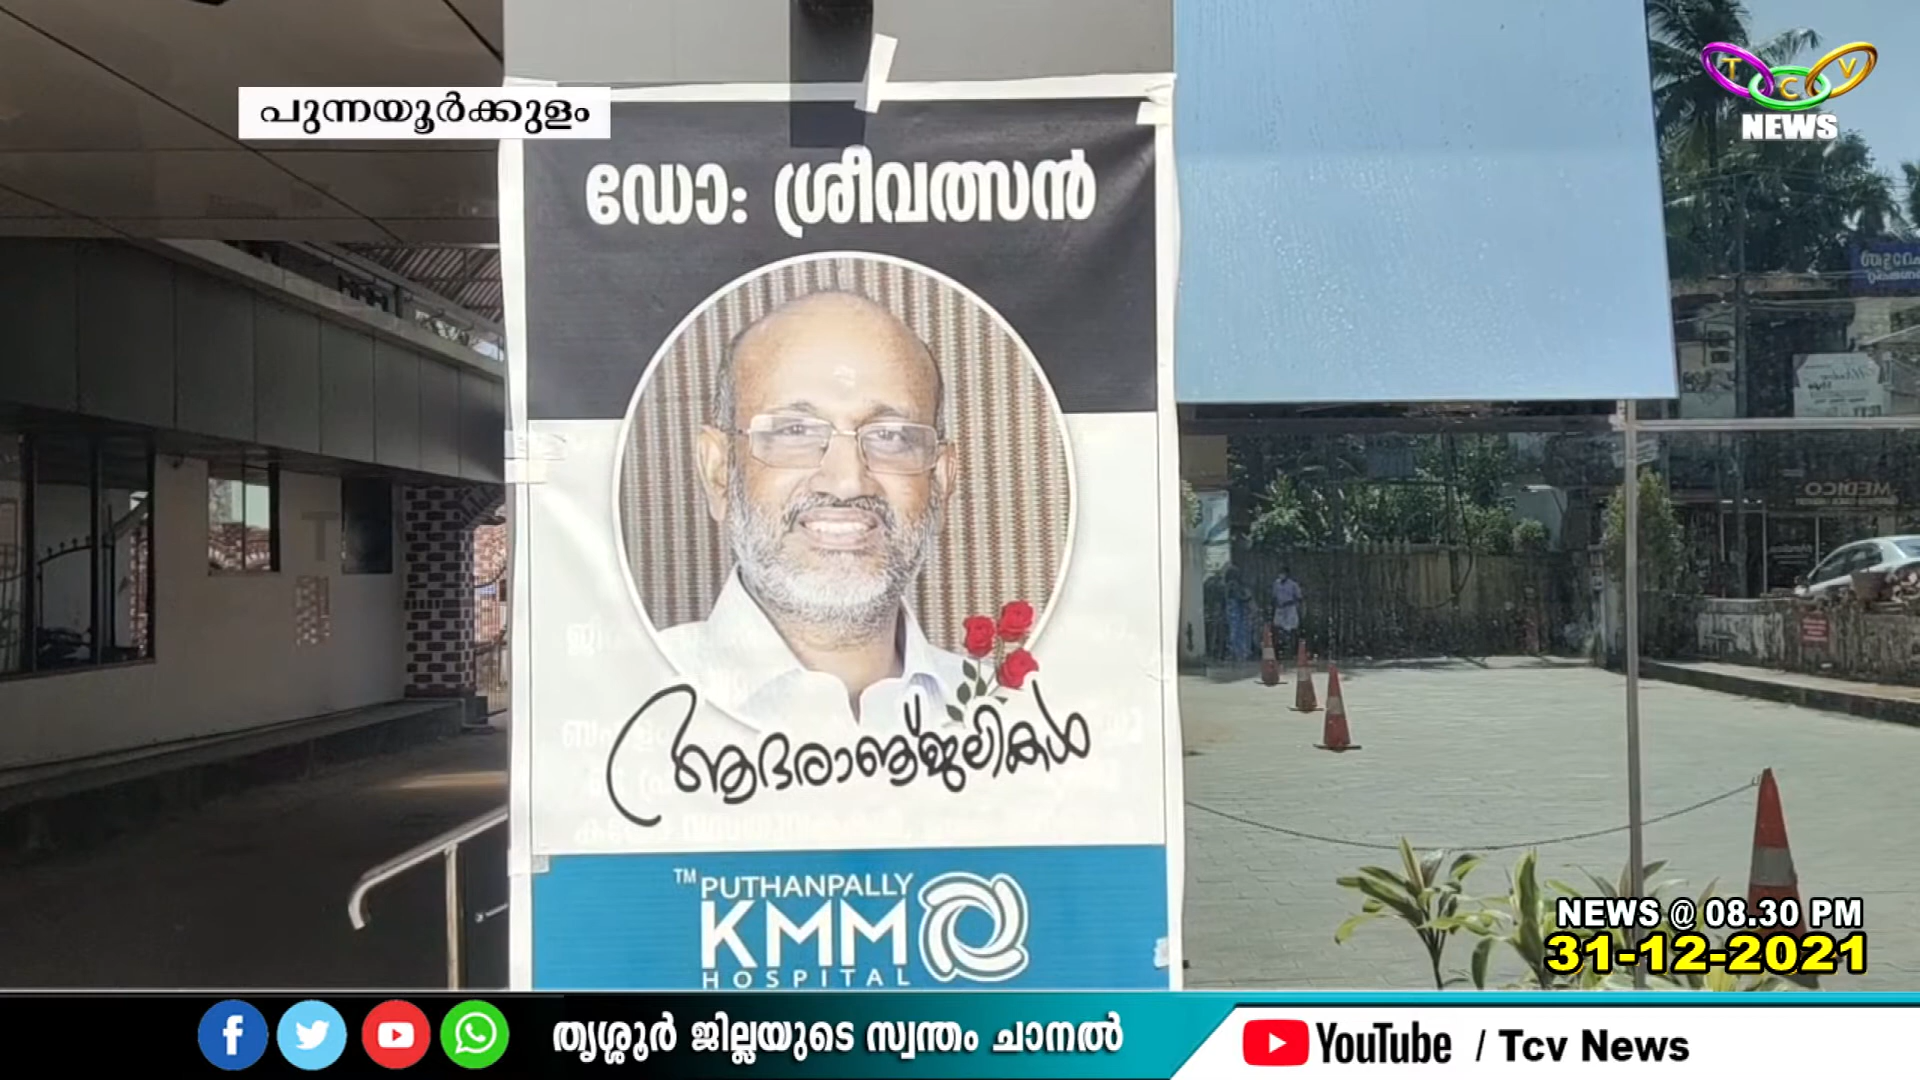 പുന്നയൂർക്കുളം
T C V
NEWS
ഡോ: ശ്രീവത്സൻ
ആദരാഞ്ജലികൾ
TM PUTHANPALLY
KMM
HOSPITAL
MEDICO
NEWS @ 08.30 PM
31-12-2021
തൃശ്ശൂർ ജില്ലയുടെ സ്വന്തം ചാനൽ
YouTube / Tcv News